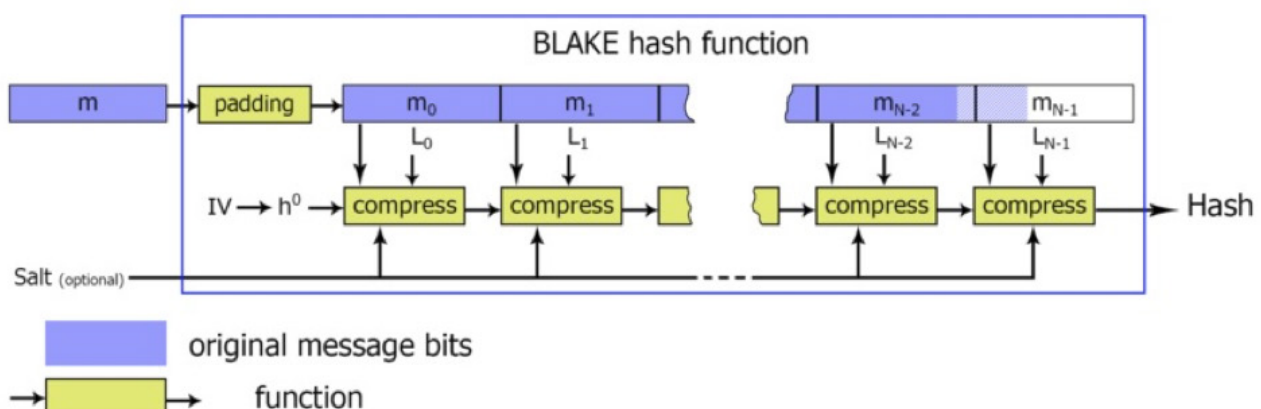 BLAKE hash function
m
padding
m₀
m₁
mN-2
mN-1
L₀
L₁
LN-2
LN-1
IV
h⁰
compress
compress
compress
compress
Hash
Salt (optional)
original message bits
function